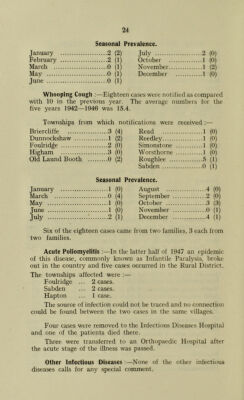 24
Seasonal Prevalence.
January ... 2 (2) July ... 2 (0)
February ... 2 (1) October ... 1 (0)
March ... 0 (1) November ... 1 (2)
May ... 0 (1) December ... 1 (0)
June ... 0 (1)
Whooping Cough :—Eighteen cases were notified as compared
with 10 in the previous year. The average numbers for the
five years 1942—1946 was 15.4.
Townships from which notifications were received :—
Briercliffe ... 3 (4) Read ... 1 (0)
Dunnockshaw ... 1 (2) Reedley ... 1 (0)
Foulridge ... 2 (0) Simonstone ... 1 (0)
Higham ... 3 (0) Worsthorne ... 1 (0)
Old Laund Booth ... 0 (2) Roughlee ... 5 (1)
Sabden ... 0 (1)
Seasonal Prevalence.
January ... 1 (0) August ... 4 (0)
March ... 0 (4) September ... 2 (0)
May ... 1 (0) October ... 3 (3)
June ... 1 (0) November ... 0 (1)
July ... 2 (1) December ... 4 (1)
Six of the eighteen cases came from two families, 3 each from
two families.
Acute Poliomyelitis :—In the latter half of 1947 an epidemic
of this disease, commonly known as Infantile Paralysis, broke
out in the country and five cases occurred in the Rural District.
The townships affected were :—
Foulridge ... 2 cases.
Sabden ... 2 cases.
Hapton ... 1 case.
The source of infection could not be traced and no connection
could be found between the two cases in the same villages.
Four cases were removed to the Infectious Diseases Hospital
and one of the patients died there.
Three were transferred to an Orthopaedic Hospital after
the acute stage of the illness was passed.
Other Infectious Diseases :—None of the other infectious
diseases calls for any special comment.